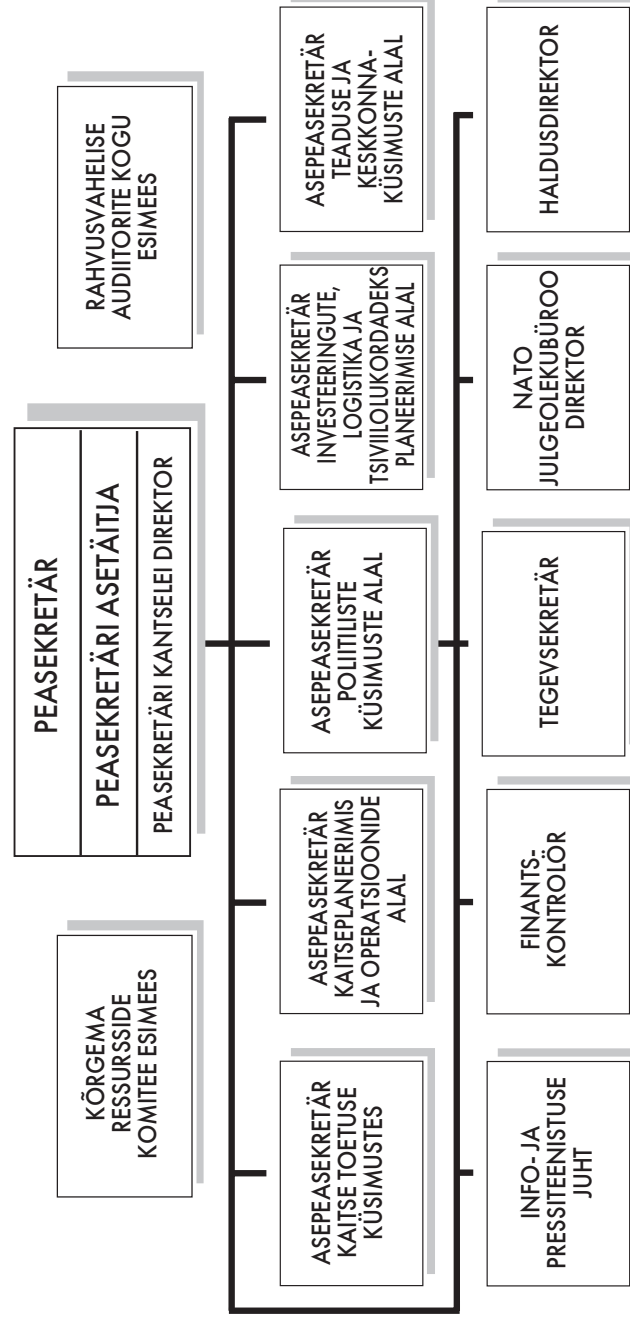 PEASEKRETÄR
PEASEKRETÄRI ASETÄITJA
PEASEKRETÄRI KANTSELEI DIREKTOR
KÕRGEMA
RESSURSSIDE
KOMITEE ESIMEES
RAHVUSVAHELISE
AUDIITORITE KOGU
ESIMEES
ASEPEASEKRETÄR
KAITSE TOETUSE
KÜSIMUSTES
ASEPEASEKRETÄR
KAITSEPLANEERIMIS
JA OPERATSIOONIDE
ALAL
ASEPEASEKRETÄR
POLIITILISTE
KÜSIMUSTE ALAL
ASEPEASEKRETÄR
INVESTEERINGUTE,
LOGISTIKA JA
TSIVIILOLUKORDADEKS
PLANEERIMISE ALAL
ASEPEASEKRETÄR
TEADUSE JA
KESKKONNA-
KÜSIMUSTE ALAL
INFO- JA
PRESSITEENISTUSE
JUHT
FINANTS-
KONTROLÖR
TEGEVSEKRETÄR
NATO
JULGEOLEKUBÜROO
DIREKTOR
HALDUSDIREKTOR